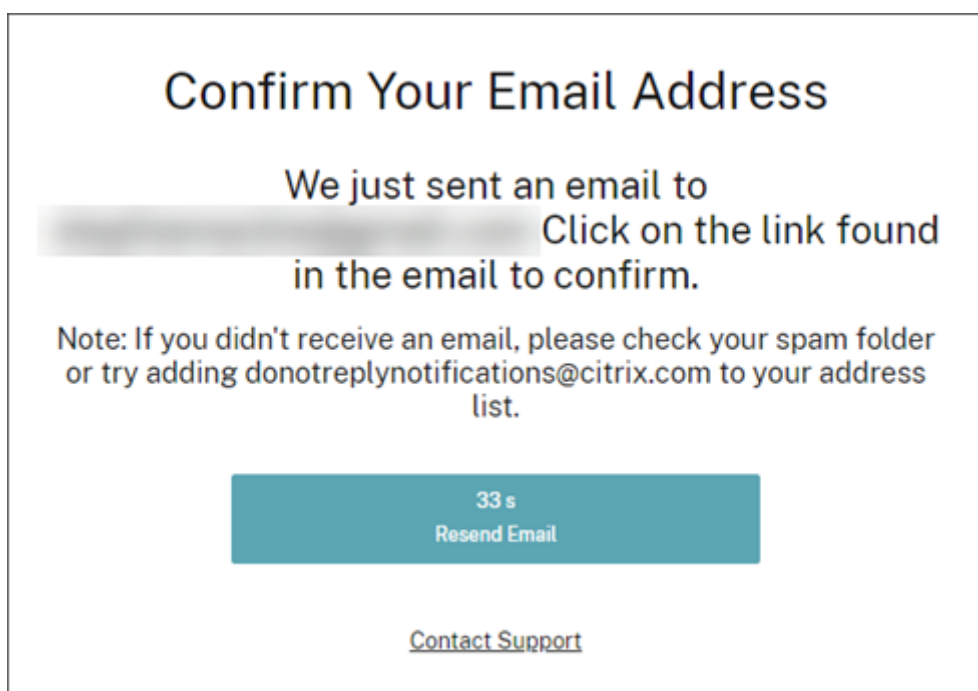 Confirm Your Email Address
We just sent an email to
Click on the link found
in the email to confirm.
Note: If you didn't receive an email, please check your spam folder
or try adding donotreplynotifications@citrix.com to your address
list.
33 s
Resend Email
Contact Support